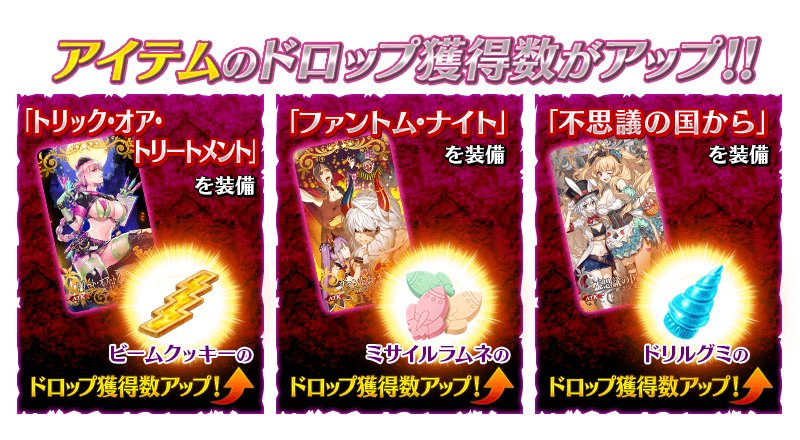 アイテムのドロップ獲得数がアップ!!
「トリック・オア・
トリートメント」
を装備
ビームクッキーの
ドロップ獲得数アップ!
「ファントム・ナイト」
を装備
ミサイルラムネの
ドロップ獲得数アップ!
「不思議の国から」
を装備
ATK
ドリルグミの
ドロップ獲得数アップ!